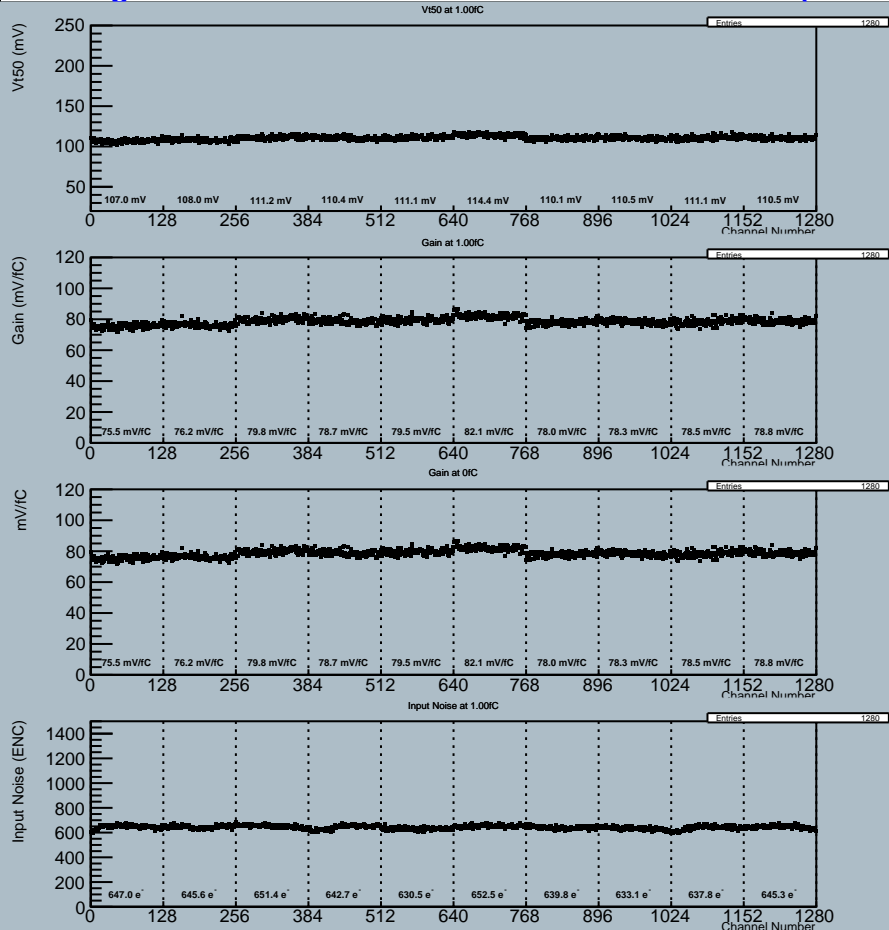 Vt50 at 1.00fC
Entries 1280
Vt50 (mV)
250
200
150
100
50
107.0 mV 108.0 mV 111.2 mV 110.4 mV 111.1 mV 114.4 mV 110.1 mV 110.5 mV 111.1 mV 110.5 mV
0 128 256 384 512 640 768 896 1024 1152 1280
Channel Number
Gain at 1.00fC
Entries 1280
Gain (mV/fC)
120
100
80
60
40
20
0
75.5 mV/fC 76.2 mV/fC 79.8 mV/fC 78.7 mV/fC 79.5 mV/fC 82.1 mV/fC 78.0 mV/fC 78.3 mV/fC 78.5 mV/fC 78.8 mV/fC
0 128 256 384 512 640 768 896 1024 1152 1280
Channel Number
Gain at 0fC
Entries 1280
mV/fC
120
100
80
60
40
20
0
75.5 mV/fC 76.2 mV/fC 79.8 mV/fC 78.7 mV/fC 79.5 mV/fC 82.1 mV/fC 78.0 mV/fC 78.3 mV/fC 78.5 mV/fC 78.8 mV/fC
0 128 256 384 512 640 768 896 1024 1152 1280
Channel Number
Input Noise at 1.00fC
Entries 1280
Input Noise (ENC)
1400
1200
1000
800
600
400
200
0
647.0 e⁻ 645.6 e⁻ 651.4 e⁻ 642.7 e⁻ 630.5 e⁻ 652.5 e⁻ 639.8 e⁻ 633.1 e⁻ 637.8 e⁻ 645.3 e⁻
0 128 256 384 512 640 768 896 1024 1152 1280
Channel Number